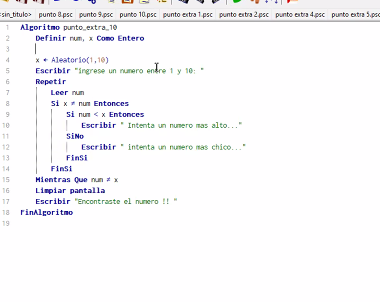 <sin_titulo> punto 8.psc punto 9.psc punto 10.psc punto extra 1.psc punto extra 2.psc punto extra 4.psc punto extra 5.psc
1 Algoritmo punto_extra_10
2 Definir num, x Como Entero
3
4 x ← Aleatorio(1,10)
5 Escribir "ingrese un numero enere 1 y 10: "
6 Repetir
7 Leer num
8 Si x ≠ num Entonces
9 Si num < x Entonces
10 Escribir " Intenta un numero mas alto..."
11 SiNo
12 Escribir " intenta un numero mas chico..."
13 FinSi
14 FinSi
15 Mientras Que num ≠ x
16 Limpiar pantalla
17 Escribir "Encontraste el numero !! "
18 FinAlgoritmo
19